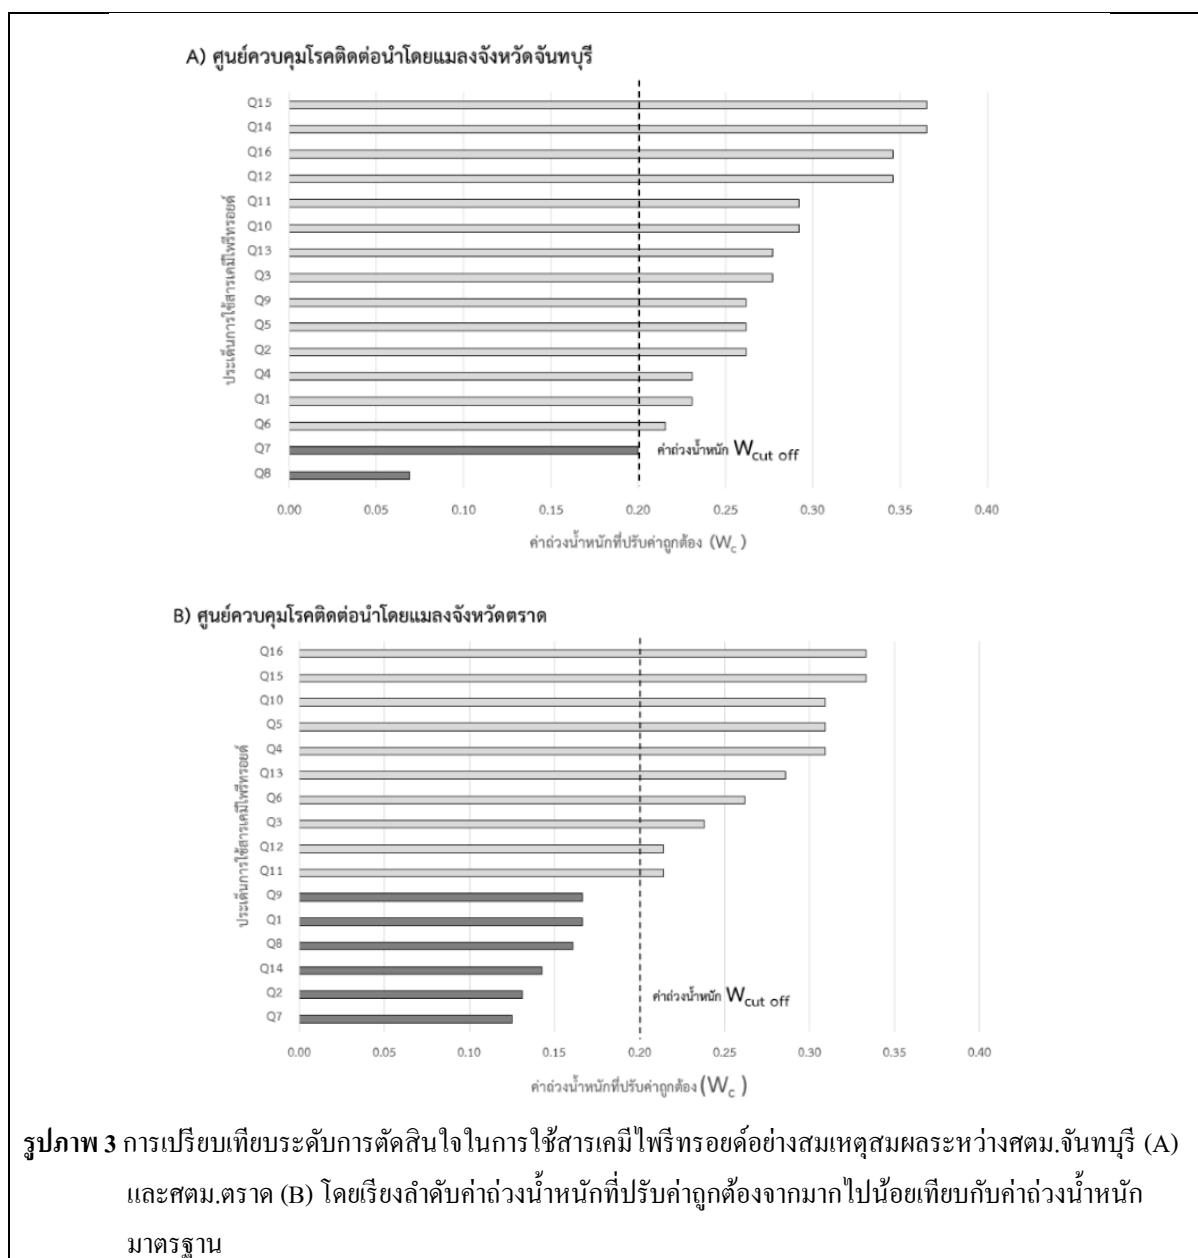 A) ศูนย์ควบคุมโรคติดต่อนำโดยแมลงจังหวัดจันทบุรี
ประเด็นการใช้สารเคมีไพรีทรอยด์
Q15
Q14
Q16
Q12
Q11
Q10
Q13
Q3
Q9
Q5
Q2
Q4
Q1
Q6
Q7
Q8
ค่าถ่วงน้ำหนัก Wcut off
0.00 0.05 0.10 0.15 0.20 0.25 0.30 0.35 0.40
ค่าถ่วงน้ำหนักที่ปรับค่าถูกต้อง (Wc)
B) ศูนย์ควบคุมโรคติดต่อนำโดยแมลงจังหวัดตราด
ประเด็นการใช้สารเคมีไพรีทรอยด์
Q16
Q15
Q10
Q5
Q4
Q13
Q6
Q3
Q12
Q11
Q9
Q1
Q8
Q14
Q2
Q7
ค่าถ่วงน้ำหนัก Wcut off
0.00 0.05 0.10 0.15 0.20 0.25 0.30 0.35 0.40
ค่าถ่วงน้ำหนักที่ปรับค่าถูกต้อง (Wc)
รูปภาพ 3 การเปรียบเทียบระดับการตัดสินใจในการใช้สารเคมีไพรีทรอยด์อย่างสมเหตุสมผลระหว่างศตม.จันทบุรี (A)
และศตม.ตราด (B) โดยเรียงลำดับค่าถ่วงน้ำหนักที่ปรับค่าถูกต้องจากมากไปน้อยเทียบกับค่าถ่วงน้ำหนัก
มาตรฐาน